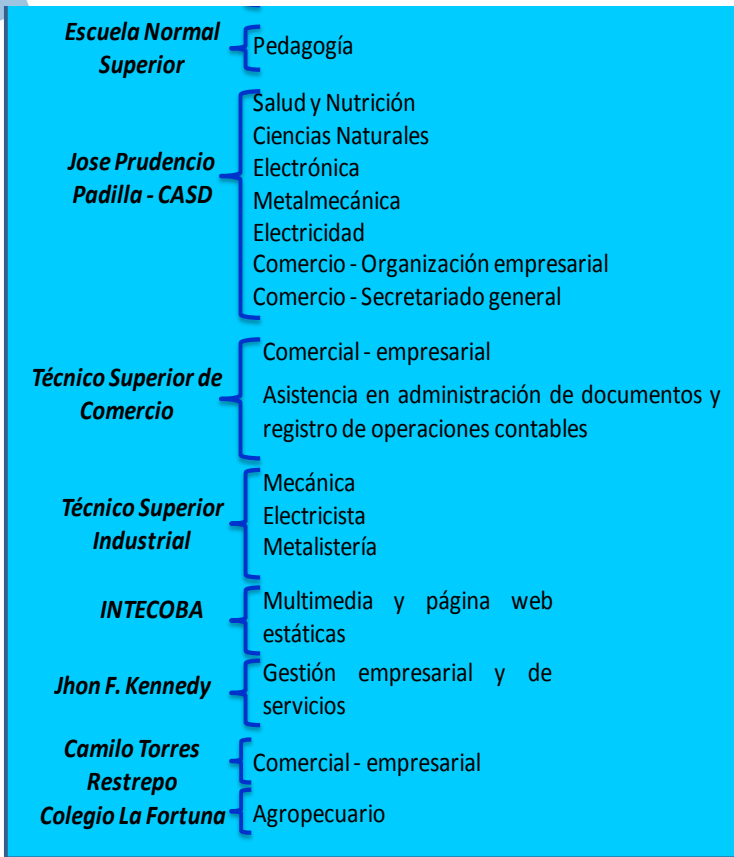 Escuela Normal
Superior
Pedagogía
Jose Prudencio
Padilla - CASD
Salud y Nutrición
Ciencias Naturales
Electrónica
Metalmecánica
Electricidad
Comercio - Organización empresarial
Comercio - Secretariado general
Técnico Superior de
Comercio
Comercial - empresarial
Asistencia en administración de documentos y
registro de operaciones contables
Técnico Superior
Industrial
Mecánica
Electricista
Metalistería
INTECOBA
Multimedia y página web
estáticas
Jhon F. Kennedy
Gestión empresarial y de
servicios
Camilo Torres
Restrepo
Comercial - empresarial
Colegio La Fortuna
Agropecuario